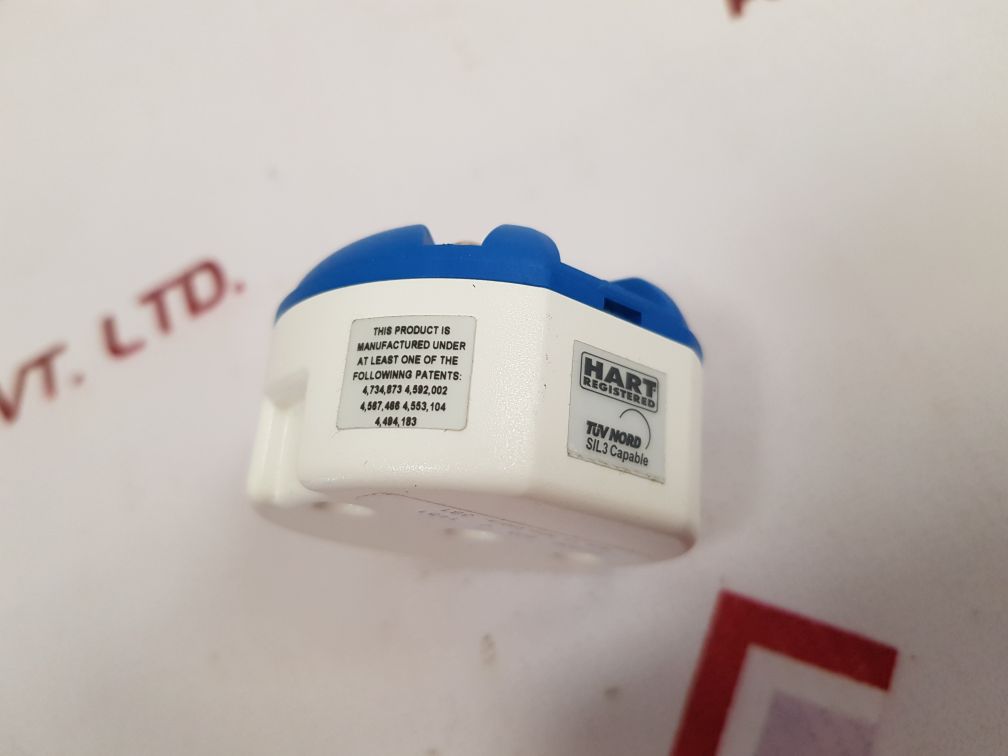 VT. LTD.
THIS PRODUCT IS
MANUFACTURED UNDER
AT LEAST ONE OF THE
FOLLOWINNG PATENTS:
4,734,873 4,592,002
4,567,466 4,553,104
4,494,183
HART
REGISTERED
TÜV NORD
SIL3 Capable